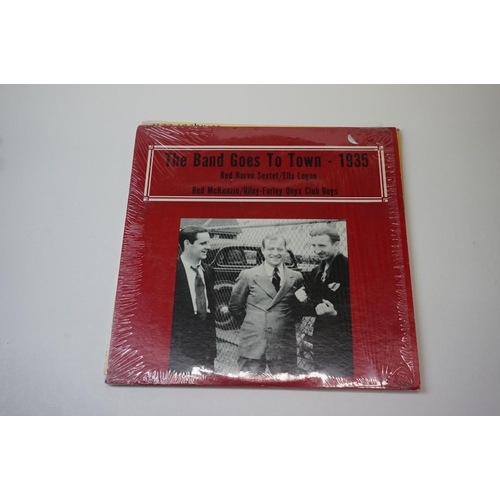 The Band Goes To Town - 1935
Red Norvo Sextet/Ella Logan
Red McKenzie/Riley-Farley Onyx Club Boys